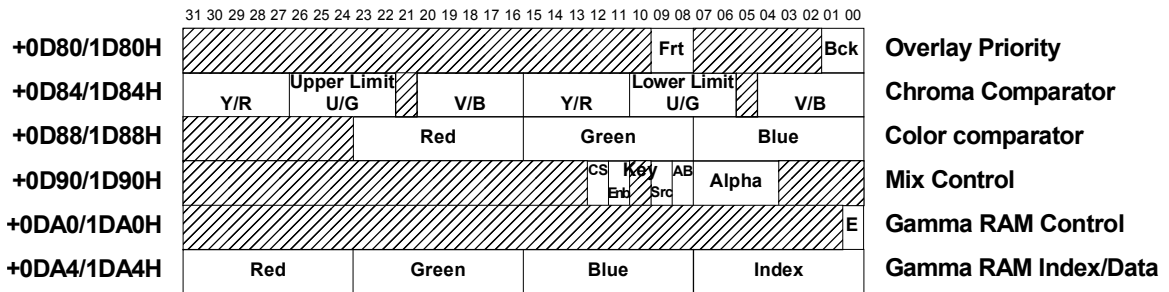 31 30 29 28 27 26 25 24 23 22 21 20 19 18 17 16 15 14 13 12 11 10 09 08 07 06 05 04 03 02 01 00
+0D80/1D80H Frt Bck Overlay Priority
Upper Limit Lower Limit
+0D84/1D84H Y/R U/G V/B Y/R U/G V/B Chroma Comparator
+0D88/1D88H Red Green Blue Color comparator
CS Key AB
+0D90/1D90H Enb Src Alpha Mix Control
+0DA0/1DA0H E Gamma RAM Control
+0DA4/1DA4H Red Green Blue Index Gamma RAM Index/Data